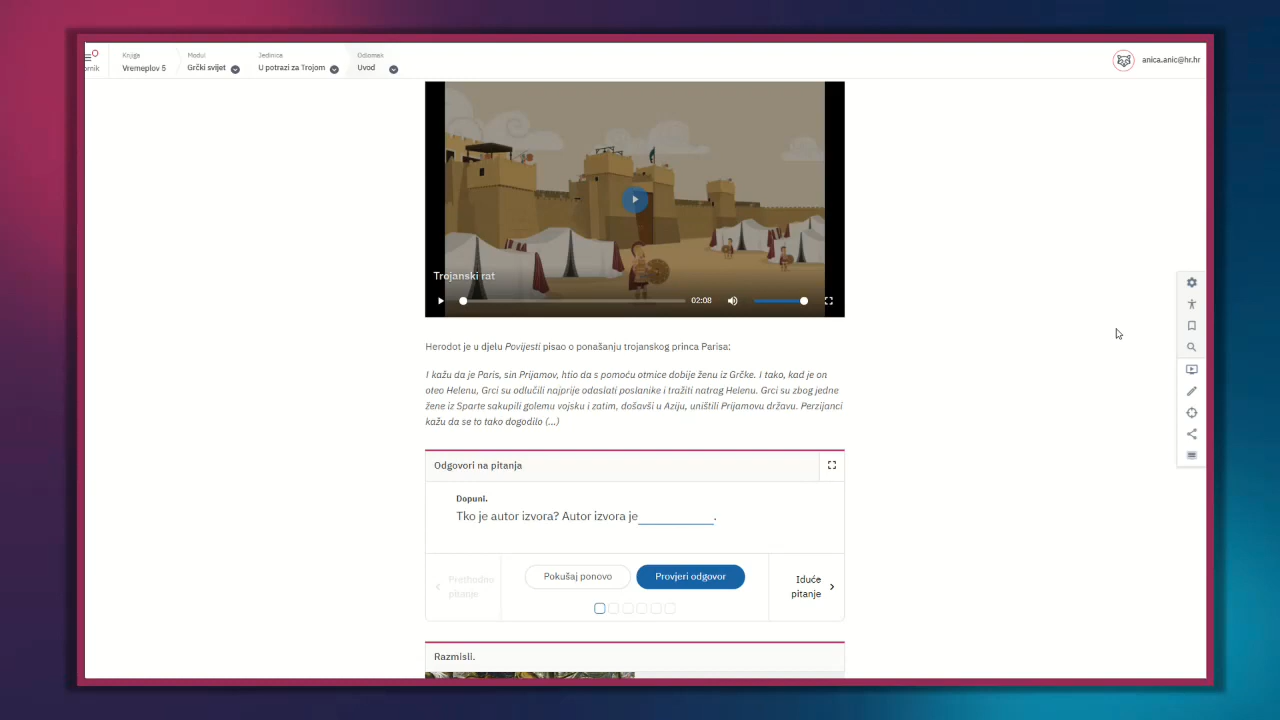 ornik
Knjiga
Vremeplov 5
Modul
Grčki svijet
Jedinica
U potrazi za Trojom
Odlomak
Uvod
anica.anic@hr.hr
Trojanski rat
02:08
Herodot je u djelu Povijesti pisao o ponašanju trojanskog princa Parisa:
I kažu da je Paris, sin Prijamov, htio da s pomoću otmice dobije ženu iz Grčke. I tako, kad je on
oteo Helenu, Grci su odlučili najprije odaslati poslanike i tražiti natrag Helenu. Grci su zbog jedne
žene iz Sparte sakupili golemu vojsku i zatim, došavši u Aziju, uništili Prijamovu državu. Perzijanci
kažu da se to tako dogodilo (...)
Odgovori na pitanja
Dopuni.
Tko je autor izvora? Autor izvora je __________.
Prethodno
pitanje
Pokušaj ponovo
Provjeri odgovor
Iduće
pitanje
Razmisli.